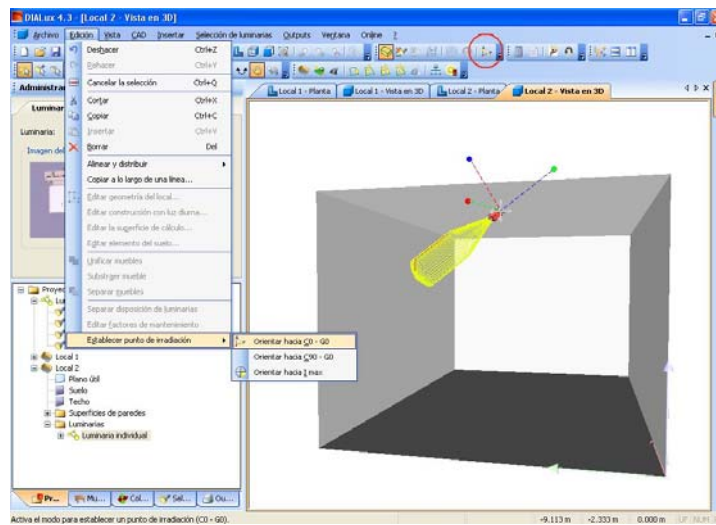 DIALux 4.3 - [Local 2 - Vista en 3D]
Archivo Edición Vista CAD Insertar Selección de luminarias Outputs Ventana Online ?
Deshacer Ctrl+Z
Rehacer Ctrl+Y
Cancelar la selección Ctrl+Q
Cortar Ctrl+X
Copiar Ctrl+C
Insertar Ctrl+V
Borrar Del
Alinear y distribuir
Copiar a lo largo de una línea...
Editar geometría del local...
Editar construcción con luz diurna...
Editar la superficie de cálculo...
Editar elemento del suelo...
Unificar muebles
Substraer mueble
Separar muebles
Separar disposición de luminarias
Editar factores de mantenimiento
Establecer punto de irradiación
Orientar hacia C0 - G0
Orientar hacia C90 - G0
Orientar hacia I max
Administra
Luminar
Luminaria:
Imagen del
Local 1 - Planta
Local 1 - Vista en 3D
Local 2 - Planta
Local 2 - Vista en 3D
Proye
Lu
Local 1
Local 2
Plano útil
Suelo
Techo
Superficies de paredes
Luminarias
Luminaria individual
Pr...
Mu...
Col...
Sel...
Ou...
Activa el modo para establecer un punto de irradiación (C0 - G0).
-9.113 m -2.333 m 0.000 m